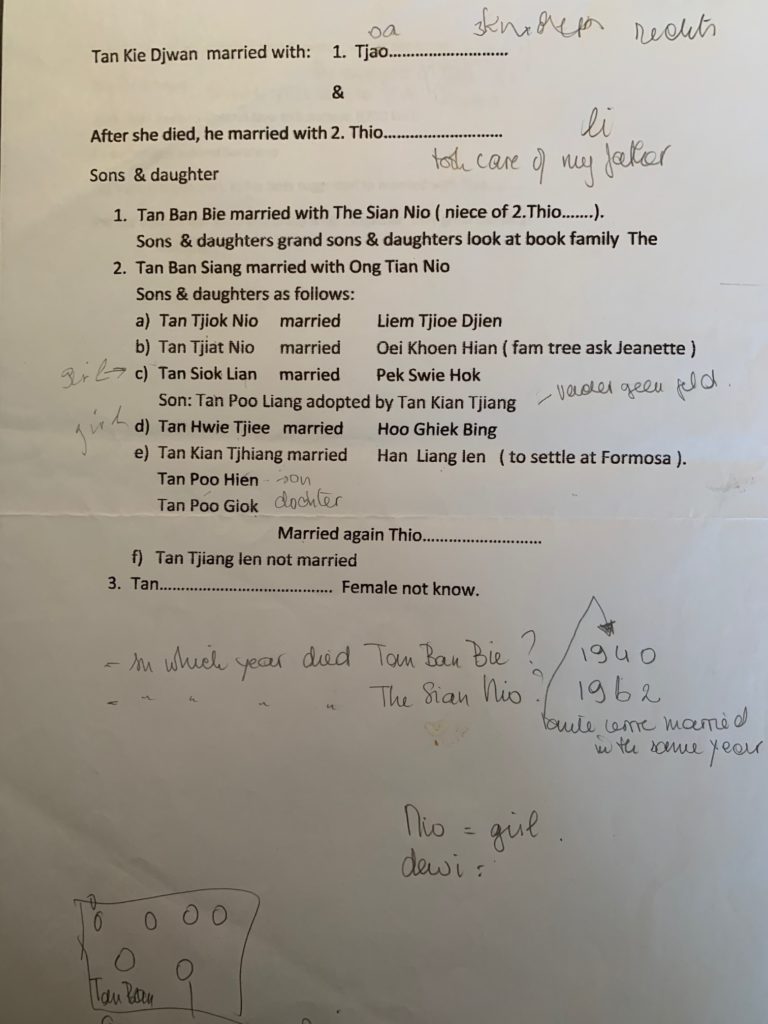 oa
rechts
Tan Kie Djwan married with: 1. Tjao..............................
&
After she died, he married with 2. Thio..............................
li
took care of my father
Sons & daughter
1. Tan Ban Bie married with The Sian Nio ( niece of 2.Thio.......).
Sons & daughters grand sons & daughters look at book family The
2. Tan Ban Siang married with Ong Tian Nio
Sons & daughters as follows:
a) Tan Tjiok Nio married Liem Tjioe Djien
b) Tan Tjiat Nio married Oei Khoen Hian ( fam tree ask Jeanette )
girl → c) Tan Siok Lian married Pek Swie Hok
Son: Tan Poo Liang adopted by Tan Kian Tjiang - vader geen geld.
girl d) Tan Hwie Tjiee married Hoo Ghiek Bing
e) Tan Kian Tjhiang married Han Liang Ien ( to settle at Formosa ).
Tan Poo Hien son
Tan Poo Giok dochter
Married again Thio..............................
f) Tan Tjiang Ien not married
3. Tan........................................... Female not know.
- In which year died Tan Ban Bie? 1940
- " " " " The Sian Nio? 1962
tante married
in the same year
Nio = girl.
dewi =
Tan Ban